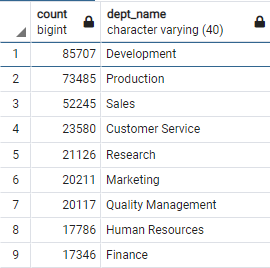 count dept_name
bigint character varying (40)
1 85707 Development
2 73485 Production
3 52245 Sales
4 23580 Customer Service
5 21126 Research
6 20211 Marketing
7 20117 Quality Management
8 17786 Human Resources
9 17346 Finance